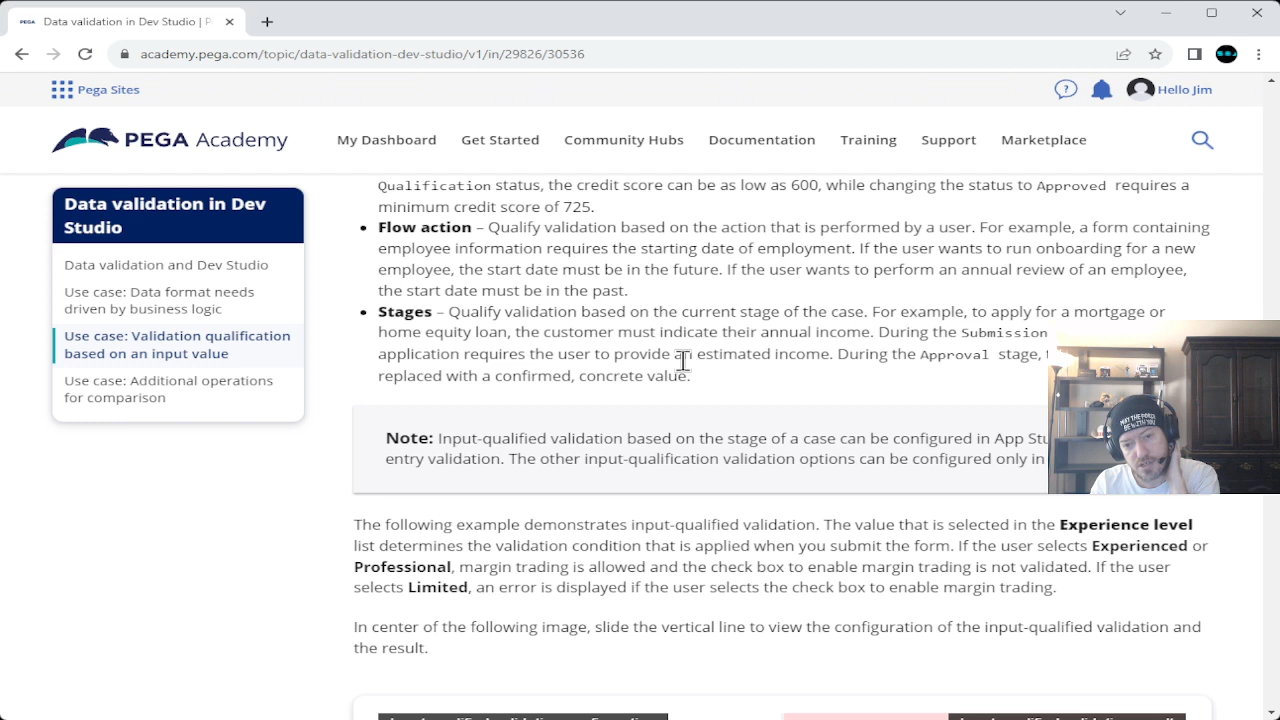 Data validation in Dev Studio | P
academy.pega.com/topic/data-validation-dev-studio/v1/in/29826/30536
Pega Sites
Hello Jim
PEGA Academy
My Dashboard
Get Started
Community Hubs
Documentation
Training
Support
Marketplace
Data validation in Dev
Studio
Data validation and Dev Studio
Use case: Data format needs
driven by business logic
Use case: Validation qualification
based on an input value
Use case: Additional operations
for comparison
Qualification status, the credit score can be as low as 600, while changing the status to Approved requires a
minimum credit score of 725.
• Flow action – Qualify validation based on the action that is performed by a user. For example, a form containing
employee information requires the starting date of employment. If the user wants to run onboarding for a new
employee, the start date must be in the future. If the user wants to perform an annual review of an employee,
the start date must be in the past.
• Stages – Qualify validation based on the current stage of the case. For example, to apply for a mortgage or
home equity loan, the customer must indicate their annual income. During the Submission
application requires the user to provide an estimated income. During the Approval stage,
replaced with a confirmed, concrete value.
Note: Input-qualified validation based on the stage of a case can be configured in App Stu
entry validation. The other input-qualification validation options can be configured only in
MAY THE
BE WITH YOU
The following example demonstrates input-qualified validation. The value that is selected in the Experience level
list determines the validation condition that is applied when you submit the form. If the user selects Experienced or
Professional, margin trading is allowed and the check box to enable margin trading is not validated. If the user
selects Limited, an error is displayed if the user selects the check box to enable margin trading.
In center of the following image, slide the vertical line to view the configuration of the input-qualified validation and
the result.